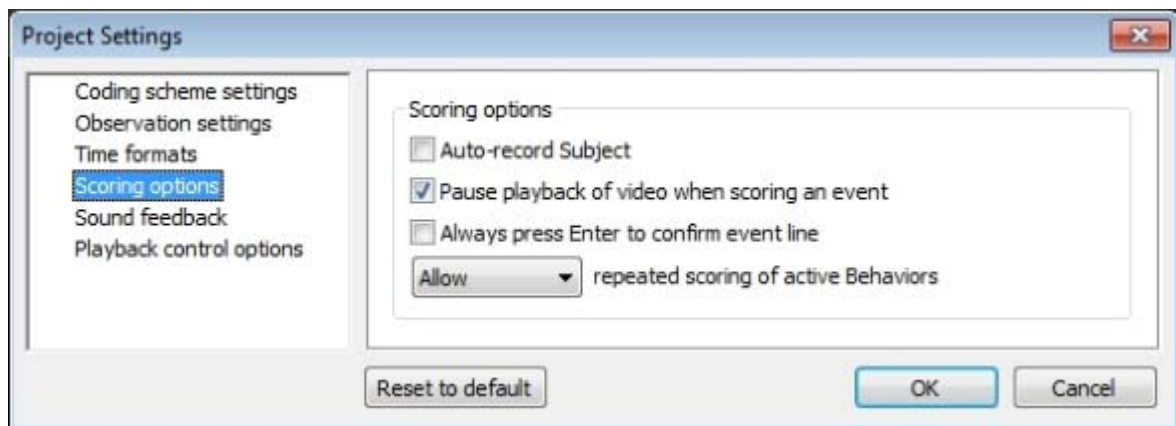 Project Settings
Coding scheme settings
Observation settings
Time formats
Scoring options
Sound feedback
Playback control options
Scoring options
Auto-record Subject
Pause playback of video when scoring an event
Always press Enter to confirm event line
Allow repeated scoring of active Behaviors
Reset to default OK Cancel